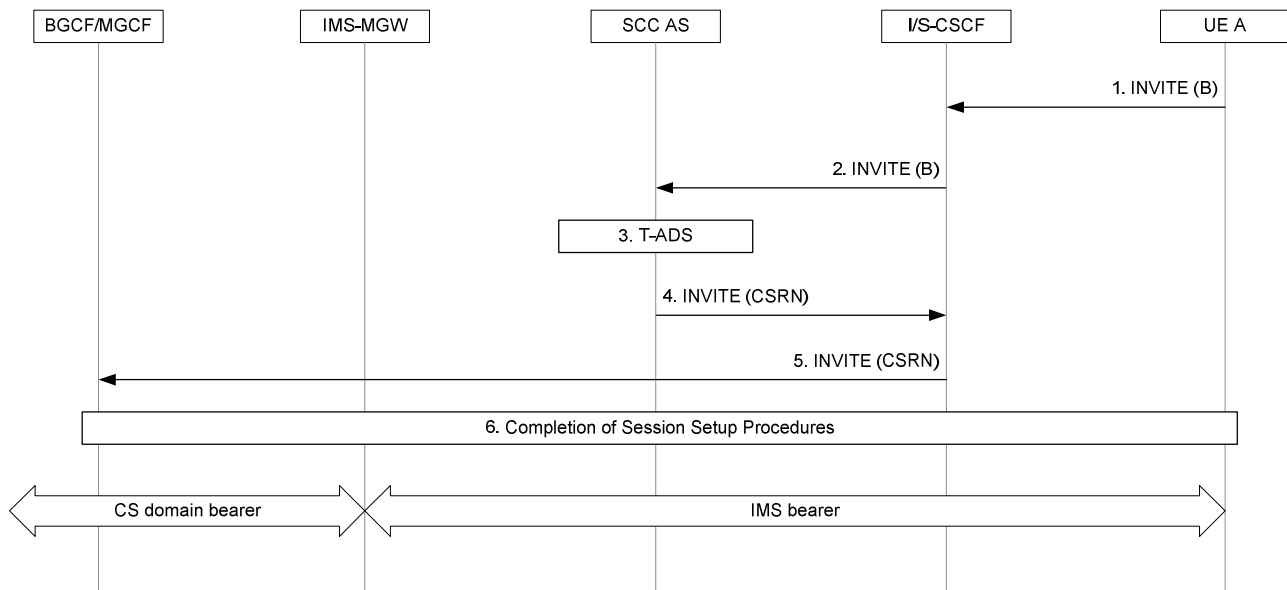 BGCF/MGCF
IMS-MGW
SCC AS
I/S-CSCF
UE A
1. INVITE (B)
2. INVITE (B)
3. T-ADS
4. INVITE (CSRN)
5. INVITE (CSRN)
6. Completion of Session Setup Procedures
CS domain bearer
IMS bearer